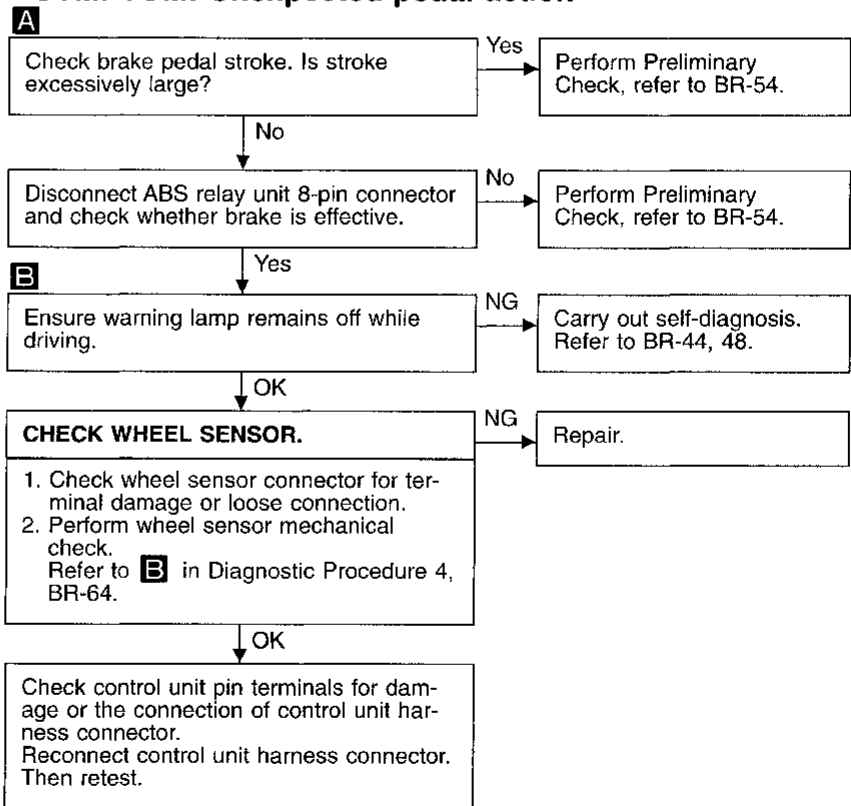 Unexpected pedal action
A
Check brake pedal stroke. Is stroke
excessively large?
Yes
Perform Preliminary
Check, refer to BR-54.
No
Disconnect ABS relay unit 8-pin connector
and check whether brake is effective.
No
Perform Preliminary
Check, refer to BR-54.
Yes
B
Ensure warning lamp remains off while
driving.
NG
Carry out self-diagnosis.
Refer to BR-44, 48.
OK
CHECK WHEEL SENSOR.
NG
Repair.
1. Check wheel sensor connector for ter-
minal damage or loose connection.
2. Perform wheel sensor mechanical
check.
Refer to B in Diagnostic Procedure 4,
BR-64.
OK
Check control unit pin terminals for dam-
age or the connection of control unit har-
ness connector.
Reconnect control unit harness connector.
Then retest.